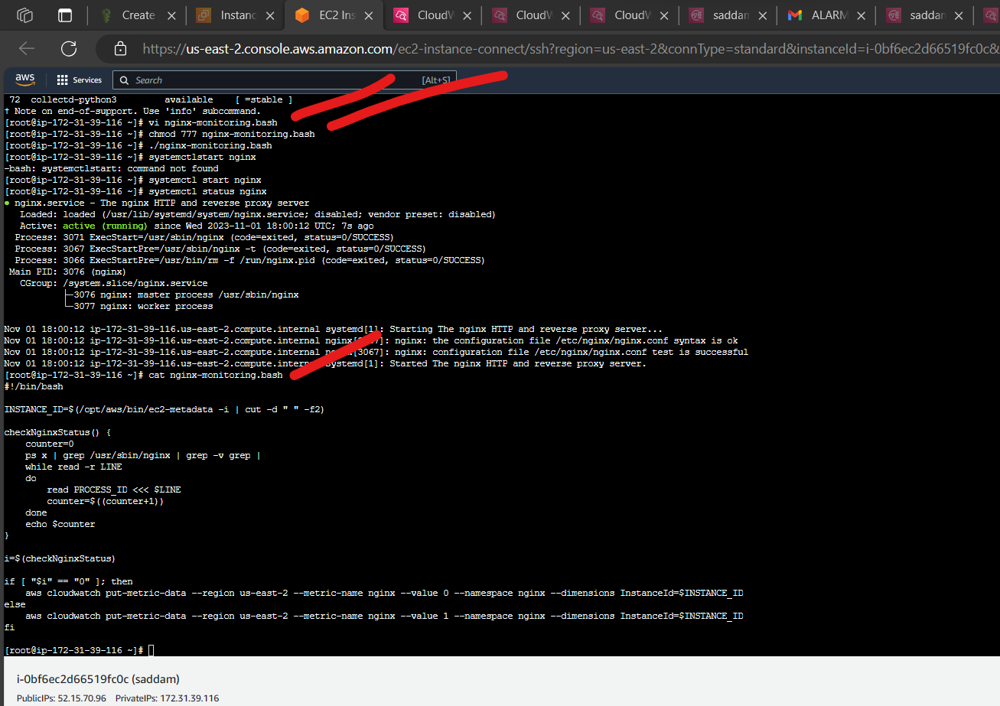 Create
Instanc
EC2 Ins
CloudW
CloudW
CloudW
saddam
ALARM
saddan
https://us-east-2.console.aws.amazon.com/ec2-instance-connect/ssh?region=us-east-2&connType=standard&instanceId=i-0bf6ec2d66519fc0c&
aws Services Search [Alt+S]
72 collectd-python3 available [ =stable ]
† Note on end-of-support. Use 'info' subcommand.
[root@ip-172-31-39-116 ~]# vi nginx-monitoring.bash
[root@ip-172-31-39-116 ~]# chmod 777 nginx-monitoring.bash
[root@ip-172-31-39-116 ~]# ./nginx-monitoring.bash
[root@ip-172-31-39-116 ~]# systemctlstart nginx
-bash: systemctlstart: command not found
[root@ip-172-31-39-116 ~]# systemctl start nginx
[root@ip-172-31-39-116 ~]# systemctl status nginx
● nginx.service - The nginx HTTP and reverse proxy server
Loaded: loaded (/usr/lib/systemd/system/nginx.service; disabled; vendor preset: disabled)
Active: active (running) since Wed 2023-11-01 18:00:12 UTC; 7s ago
Process: 3071 ExecStart=/usr/sbin/nginx (code=exited, status=0/SUCCESS)
Process: 3067 ExecStartPre=/usr/sbin/nginx -t (code=exited, status=0/SUCCESS)
Process: 3066 ExecStartPre=/usr/bin/rm -f /run/nginx.pid (code=exited, status=0/SUCCESS)
Main PID: 3076 (nginx)
CGroup: /system.slice/nginx.service
├─3076 nginx: master process /usr/sbin/nginx
└─3077 nginx: worker process
Nov 01 18:00:12 ip-172-31-39-116.us-east-2.compute.internal systemd[1]: Starting The nginx HTTP and reverse proxy server...
Nov 01 18:00:12 ip-172-31-39-116.us-east-2.compute.internal nginx[3067]: nginx: the configuration file /etc/nginx/nginx.conf syntax is ok
Nov 01 18:00:12 ip-172-31-39-116.us-east-2.compute.internal nginx[3067]: nginx: configuration file /etc/nginx/nginx.conf test is successful
Nov 01 18:00:12 ip-172-31-39-116.us-east-2.compute.internal systemd[1]: Started The nginx HTTP and reverse proxy server.
[root@ip-172-31-39-116 ~]# cat nginx-monitoring.bash
#!/bin/bash
INSTANCE_ID=$(/opt/aws/bin/ec2-metadata -i | cut -d " " -f2)
checkNginxStatus() {
counter=0
ps x | grep /usr/sbin/nginx | grep -v grep |
while read -r LINE
do
read PROCESS_ID <<< $LINE
counter=$((counter+1))
done
echo $counter
}
i=$(checkNginxStatus)
if [ "$i" == "0" ]; then
aws cloudwatch put-metric-data --region us-east-2 --metric-name nginx --value 0 --namespace nginx --dimensions InstanceId=$INSTANCE_ID
else
aws cloudwatch put-metric-data --region us-east-2 --metric-name nginx --value 1 --namespace nginx --dimensions InstanceId=$INSTANCE_ID
fi
[root@ip-172-31-39-116 ~]#
i-0bf6ec2d66519fc0c (saddam)
PublicIPs: 52.15.70.96 PrivateIPs: 172.31.39.116